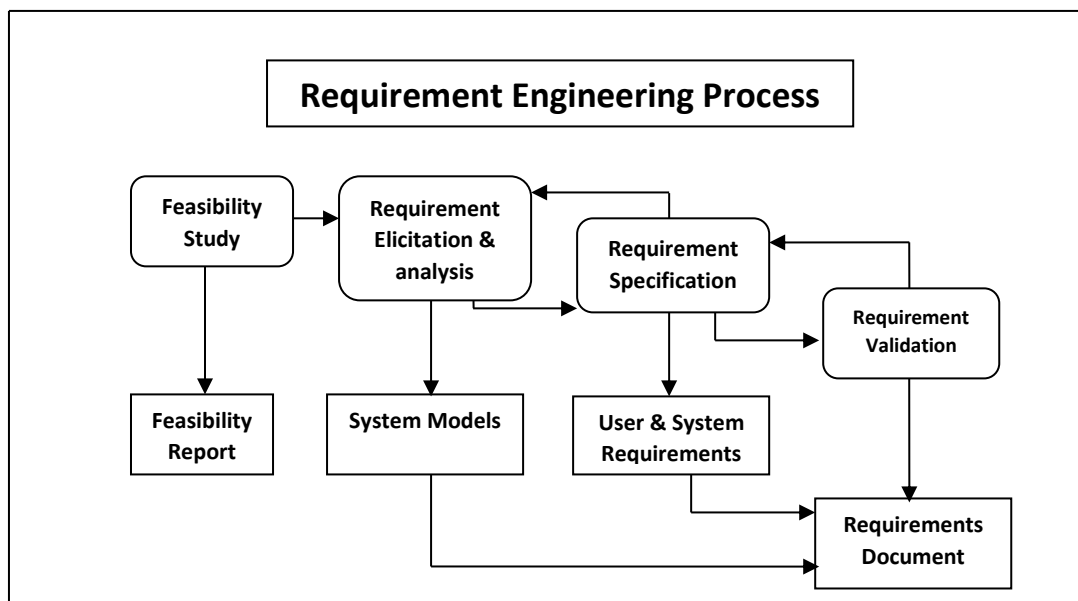 Requirement Engineering Process
Feasibility
Study
Requirement
Elicitation &
analysis
Requirement
Specification
Requirement
Validation
Feasibility
Report
System Models
User & System
Requirements
Requirements
Document